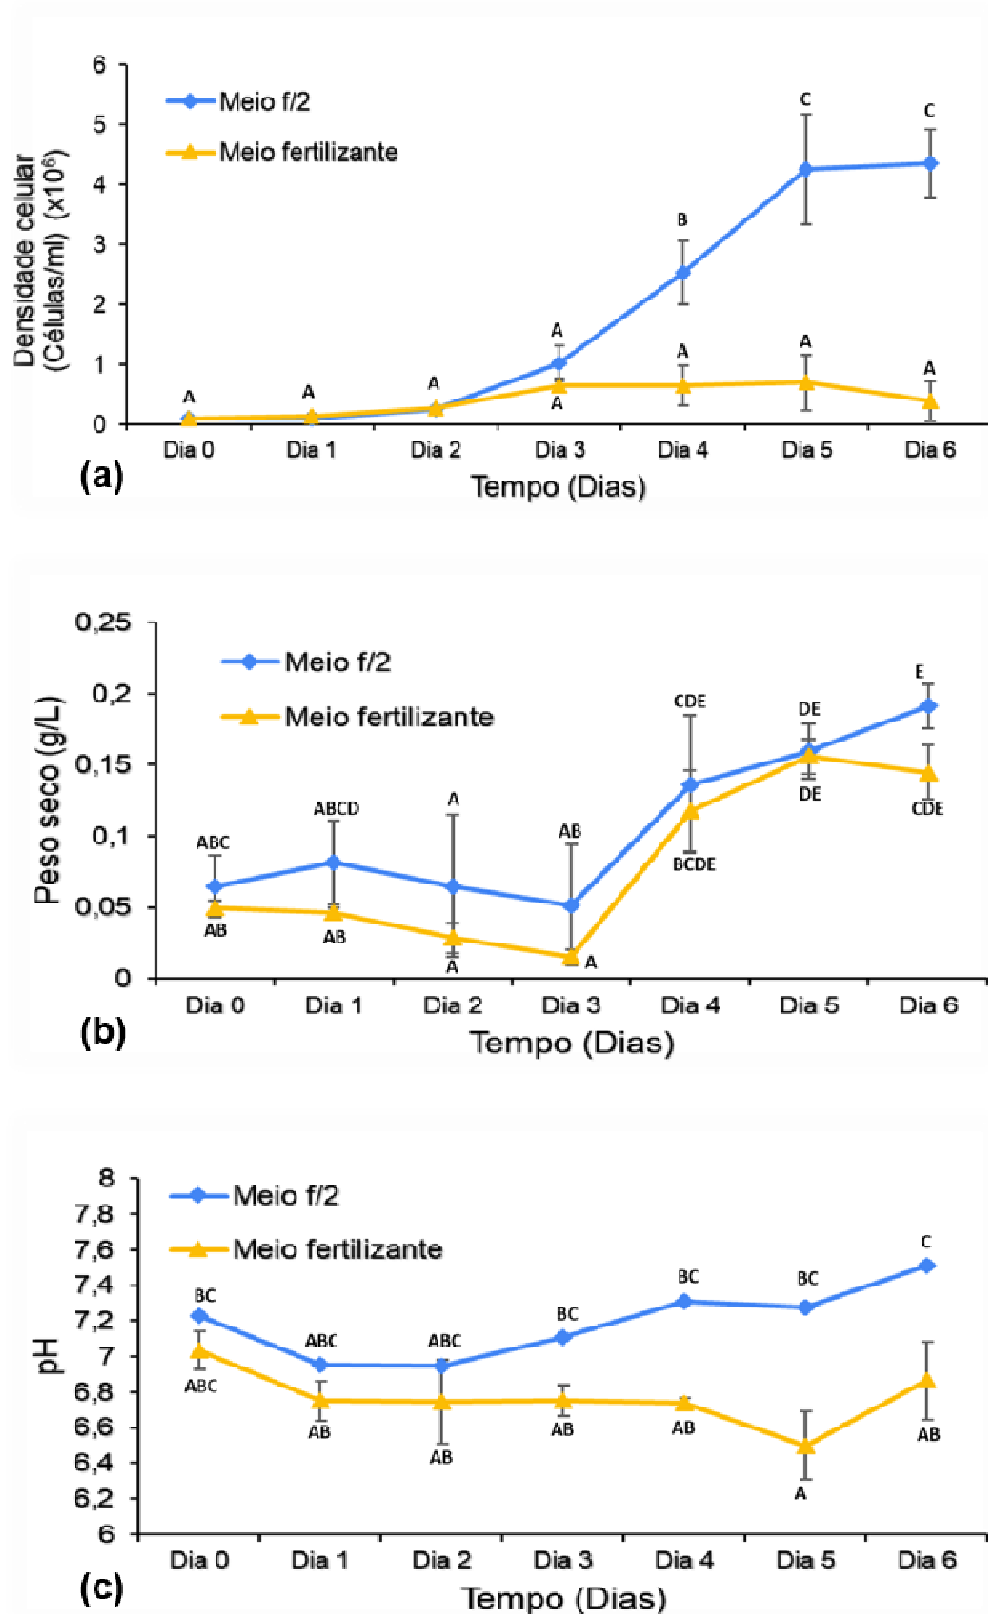 6
Meio f/2
C
C
5
Meio fertilizante
4
B
3
2
A
A
A
1
A
A
A
A
A
0
Densidade celular
(Células/ml) (x10⁶)
Dia 0 Dia 1 Dia 2 Dia 3 Dia 4 Dia 5 Dia 6
(a)
Tempo (Dias)
0,25
Meio f/2
E
0,2
Meio fertilizante
CDE
DE
0,15
DE
CDE
ABC
ABCD
A
AB
0,1
BCDE
0,05
AB
AB
A
A
0
Peso seco (g/L)
Dia 0 Dia 1 Dia 2 Dia 3 Dia 4 Dia 5 Dia 6
(b)
Tempo (Dias)
8
Meio f/2
7,8
7,6
Meio fertilizante
C
7,4
BC
BC
BC
BC
7,2
ABC
ABC
7
ABC
6,8
6,6
AB
AB
AB
AB
AB
6,4
A
6,2
6
pH
Dia 0 Dia 1 Dia 2 Dia 3 Dia 4 Dia 5 Dia 6
(c)
Tempo (Dias)